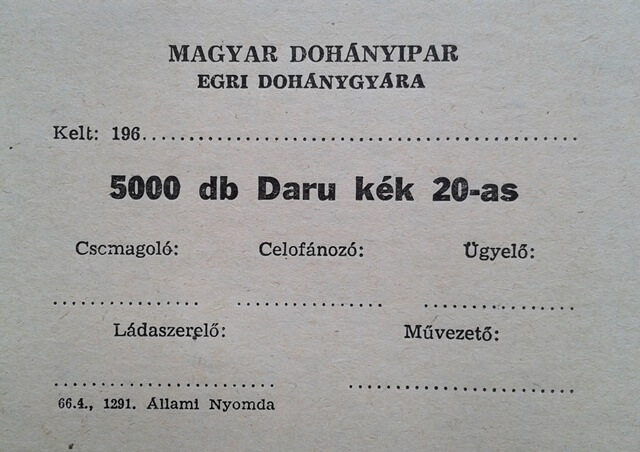 MAGYAR DOHÁNYIPAR
EGRI DOHÁNYGYÁRA
Kelt: 196..........................................................
5000 db Daru kék 20-as
Csomagoló: Celofánozó: Ügyelő:
Ládaszerelő: Művezető:
66.4., 1291. Állami Nyomda